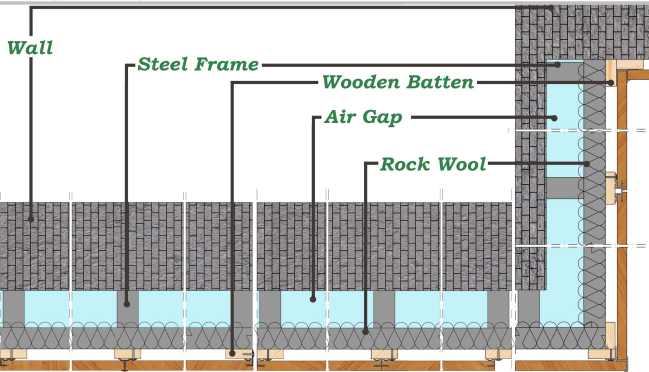 Wall
Steel Frame
Wooden Batten
Air Gap
Rock Wool